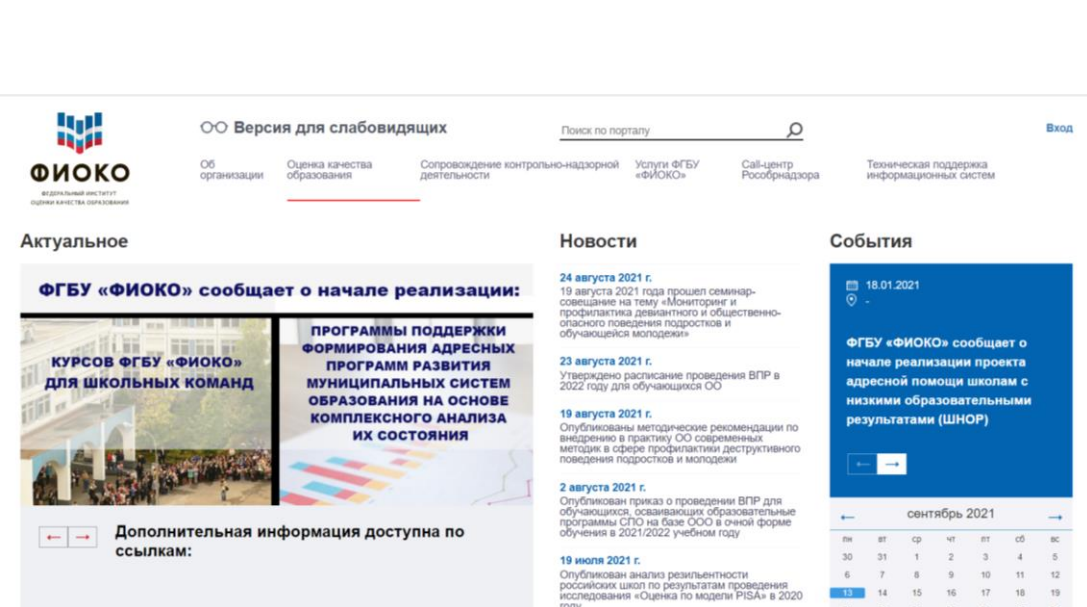 Версия для слабовидящих
Поиск по порталу
Вход
ФИОКО
ФЕДЕРАЛЬНЫЙ ИНСТИТУТ
ОЦЕНКИ КАЧЕСТВА ОБРАЗОВАНИЯ
Об
организации
Оценка качества
образования
Сопровождение контрольно-надзорной
деятельности
Услуги ФГБУ
«ФИОКО»
Call-центр
Рособрнадзора
Техническая поддержка
информационных систем
Актуальное
ФГБУ «ФИОКО» сообщает о начале реализации:
КУРСОВ ФГБУ «ФИОКО»
ДЛЯ ШКОЛЬНЫХ КОМАНД
ПРОГРАММЫ ПОДДЕРЖКИ
ФОРМИРОВАНИЯ АДРЕСНЫХ
ПРОГРАММ РАЗВИТИЯ
МУНИЦИПАЛЬНЫХ СИСТЕМ
ОБРАЗОВАНИЯ НА ОСНОВЕ
КОМПЛЕКСНОГО АНАЛИЗА
ИХ СОСТОЯНИЯ
Дополнительная информация доступна по
ссылкам:
Новости
24 августа 2021 г.
19 августа 2021 года прошел семинар-
совещание на тему «Мониторинг и
профилактика девиантного и общественно-
опасного поведения подростков и
обучающейся молодежи»
23 августа 2021 г.
Утверждено расписание проведения ВПР в
2022 году для обучающихся ОО
19 августа 2021 г.
Опубликованы методические рекомендации по
внедрению в практику ОО современных
методик в сфере профилактики деструктивного
поведения подростков и молодежи
2 августа 2021 г.
Опубликован приказ о проведении ВПР для
обучающихся, осваивающих образовательные
программы СПО на базе ООО в очной форме
обучения в 2021/2022 учебном году
19 июля 2021 г.
Опубликован анализ резильентности
российских школ по результатам проведения
исследования «Оценка по модели PISA» в 2020
году
События
18.01.2021
-
ФГБУ «ФИОКО» сообщает о
начале реализации проекта
адресной помощи школам с
низкими образовательными
результатами (ШНОР)
← →
← сентябрь 2021 →
пн вт ср чт пт сб вс
30 31 1 2 3 4 5
6 7 8 9 10 11 12
13 14 15 16 17 18 19